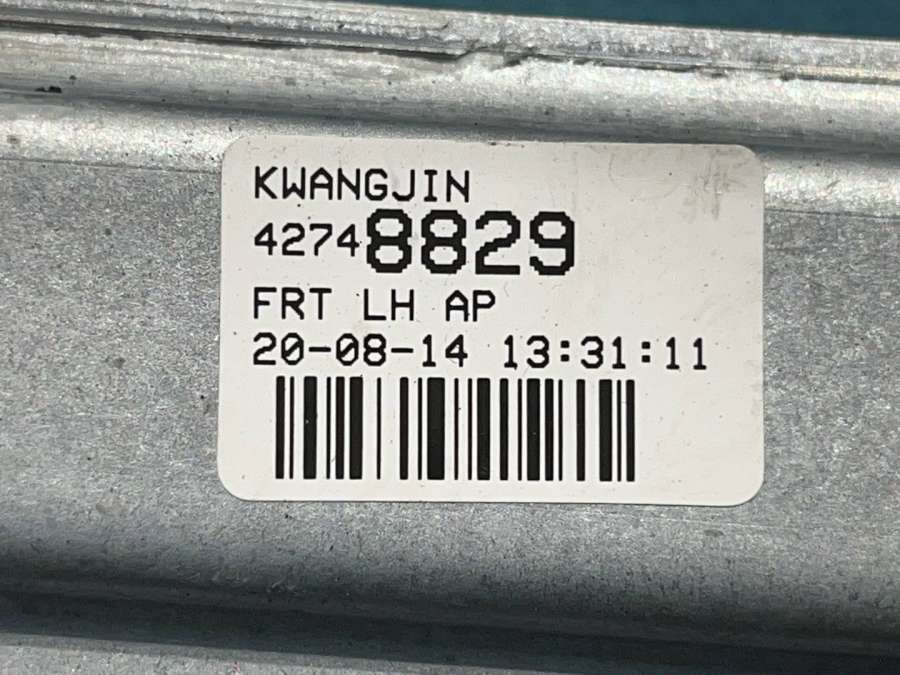 KWANGJIN
42748829
FRT LH AP
20-08-14 13:31:11